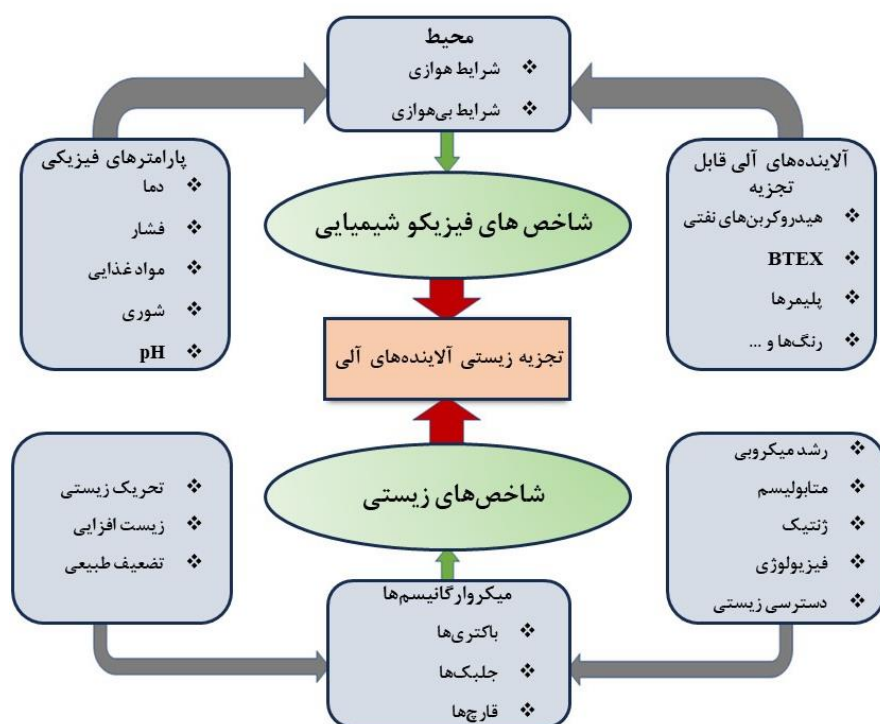 محیط
❖ شرایط هوازی
❖ شرایط بی‌هوازی
آلاینده‌های آلی قابل
تجزیه
❖ هیدروکربن‌های نفتی
❖ BTEX
❖ پلیمرها
❖ رنگ‌ها و ...
پارامترهای فیزیکی
❖ دما
❖ فشار
❖ مواد غذایی
❖ شوری
❖ pH
شاخص های فیزیکو شیمیایی
تجزیه زیستی آلاینده‌های آلی
شاخص‌های زیستی
❖ رشد میکروبی
❖ متابولیسم
❖ ژنتیک
❖ فیزیولوژی
❖ دسترسی زیستی
❖ تحریک زیستی
❖ زیست افزایی
❖ تضعیف طبیعی
میکروارگانیسم‌ها
❖ باکتری‌ها
❖ جلبک‌ها
❖ قارچ‌ها